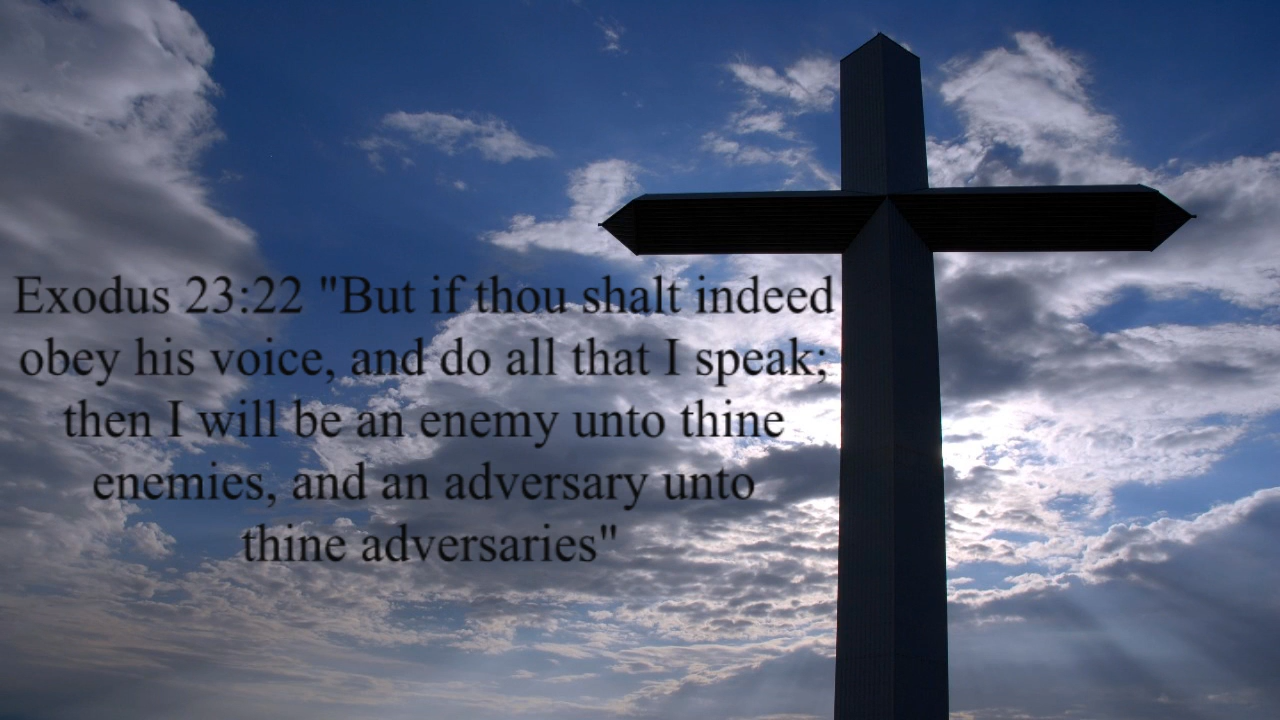 Exodus 23:22 "But if thou shalt indeed
obey his voice, and do all that I speak;
then I will be an enemy unto thine
enemies, and an adversary unto
thine adversaries"